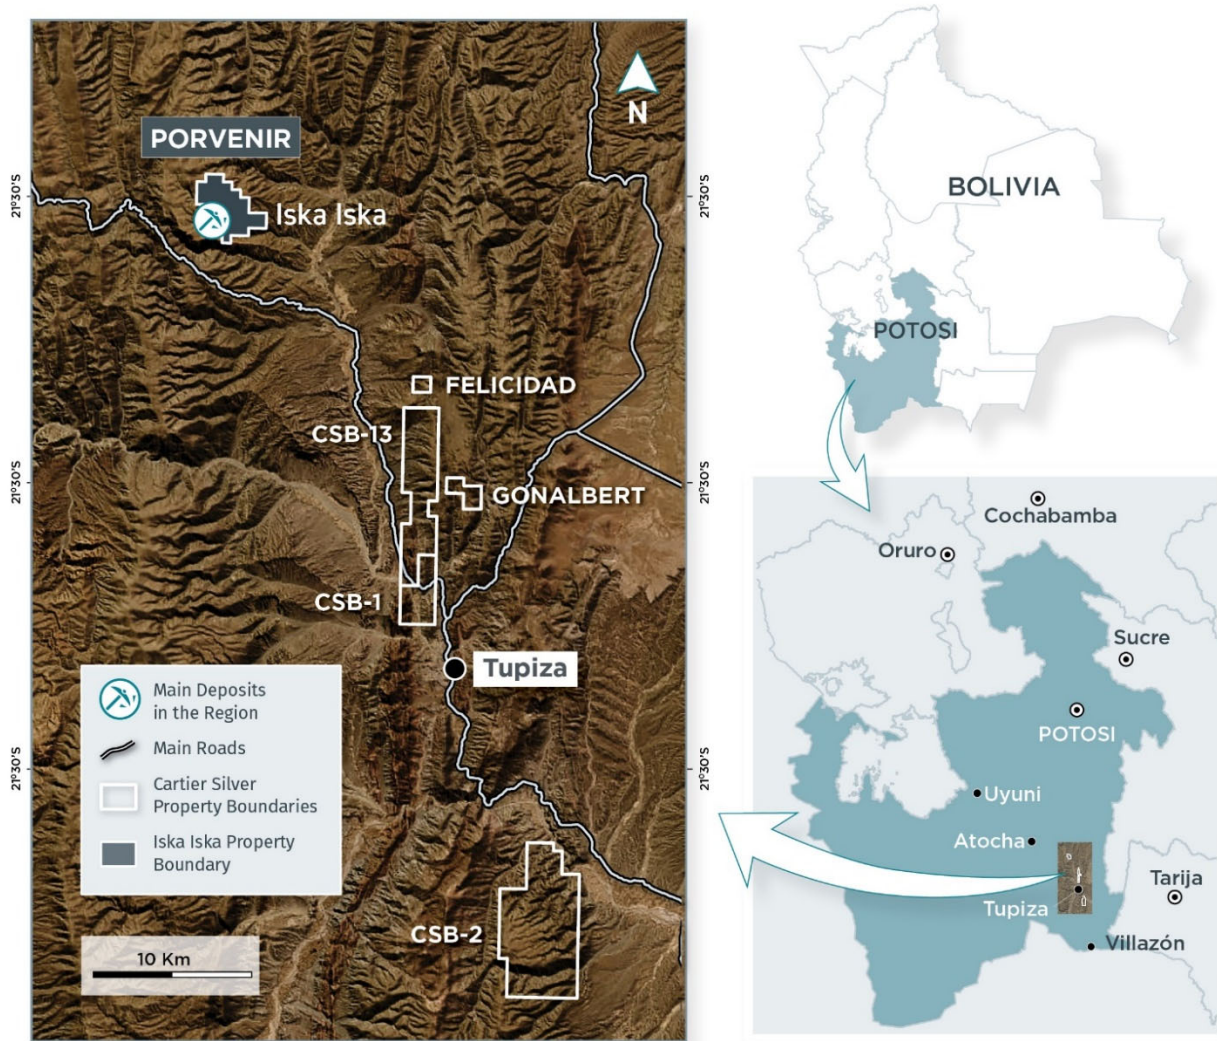 N
PORVENIR
Iska Iska
FELICIDAD
CSB-13
GONALBERT
CSB-1
Tupiza
Main Deposits
in the Region
Main Roads
Cartier Silver
Property Boundaries
Iska Iska Property
Boundary
CSB-2
10 Km
21°30'S
21°30'S
21°30'S
21°30'S
21°30'S
21°30'S
BOLIVIA
POTOSI
Cochabamba
Oruro
Sucre
POTOSI
Uyuni
Atocha
Tarija
Tupiza
Villazón